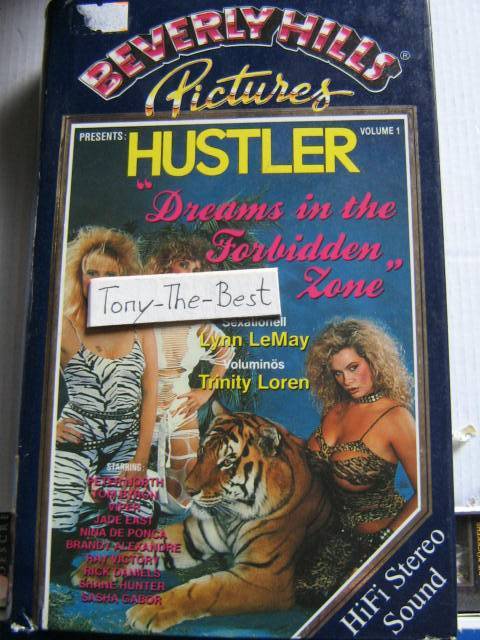 BEVERLY HILLS ®
Pictures
PRESENTS: HUSTLER VOLUME 1
"Dreams in the
Forbidden
Zone"
Tony-The-Best
Sexationell
Lynn LeMay
Voluminös
Trinity Loren
STARRING:
PETER NORTH
TOM BYRON
VIPER
JADE EAST
NINA DE PONCA
BRANDY ALEXANDRE
RAY VICTORY
RICK DANIELS
SHANE HUNTER
SASHA GABOR
HiFi Stereo
Sound